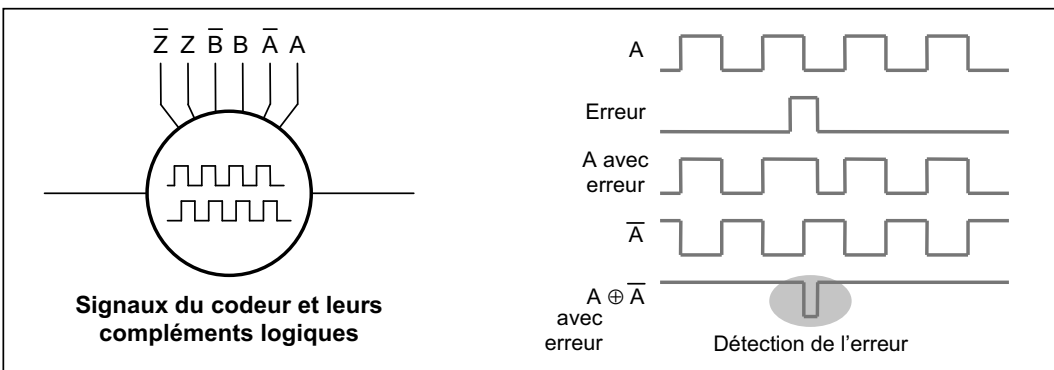 Z̅ Z B̅ B A̅ A
Signaux du codeur et leurs
compléments logiques
A
Erreur
A avec
erreur
A̅
A ⊕ A̅
avec
erreur
Détection de l'erreur